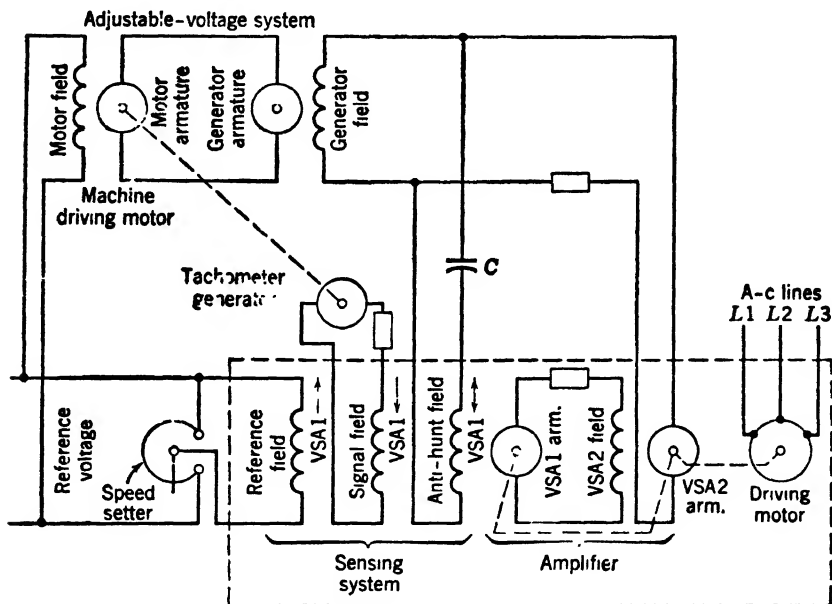 Adjustable-voltage system
Motor field
Motor
armature
Generator
armature
Generator
field
Machine
driving motor
Tachometer
generator
C
A-c lines
L1 L2 L3
Reference
voltage
Speed
setter
Reference
field
VSA1
Signal field
VSA1
Anti-hunt field
VSA1
VSA1 arm.
VSA2 field
VSA2
arm.
Driving
motor
Sensing
system
Amplifier